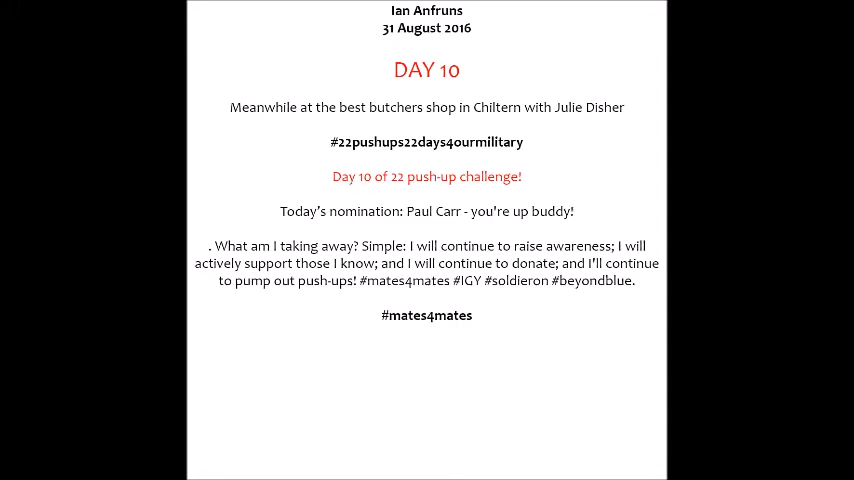 Ian Anfruns
31 August 2016
DAY 10
Meanwhile at the best butchers shop in Chiltern with Julie Disher
#22pushups22days4ourmilitary
Day 10 of 22 push-up challenge!
Today’s nomination: Paul Carr - you're up buddy!
. What am I taking away? Simple: I will continue to raise awareness; I will
actively support those I know; and I will continue to donate; and I'll continue
to pump out push-ups! #mates4mates #IGY #soldieron #beyondblue.
#mates4mates